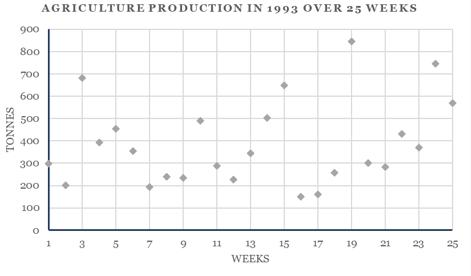 AGRICULTURE PRODUCTION IN 1993 OVER 25 WEEKS
900
800
700
600
500
400
300
200
100
0
TONNES
1 3 5 7 9 11 13 15 17 19 21 23 25
WEEKS